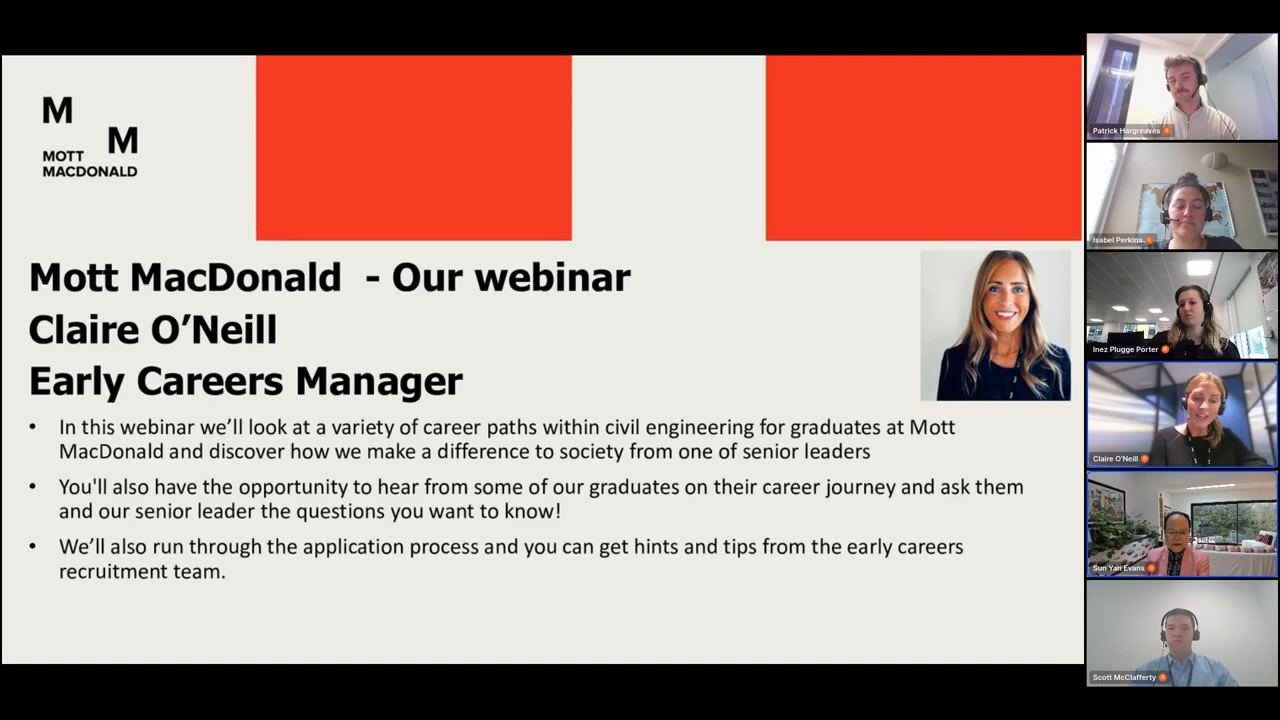 M
M
MOTT
MACDONALD
Mott MacDonald  - Our webinar
Claire O’Neill
Early Careers Manager
• In this webinar we’ll look at a variety of career paths within civil engineering for graduates at Mott
MacDonald and discover how we make a difference to society from one of senior leaders
• You'll also have the opportunity to hear from some of our graduates on their career journey and ask them
and our senior leader the questions you want to know!
• We’ll also run through the application process and you can get hints and tips from the early careers
recruitment team.
Patrick Hargreaves
Isabel Perkins
Inez Plugge Porter
Claire O'Neill
Sun Yan Evans
Scott McClafferty